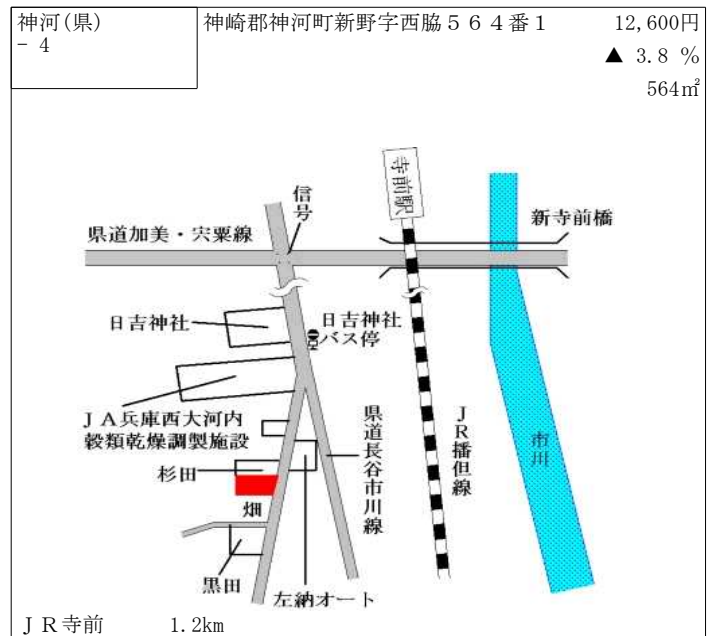 神河(県)
- 4
神崎郡神河町新野字西脇５６４番１
12,600円
▲ 3.8 %
564㎡
寺前駅
信号
県道加美・宍粟線
新寺前橋
日吉神社
日吉神社
バス停
ＪＡ兵庫西大河内
穀類乾燥調製施設
県道長谷市川線
ＪＲ播但線
市川
杉田
畑
黒田
左納オート
ＪＲ寺前 1.2km